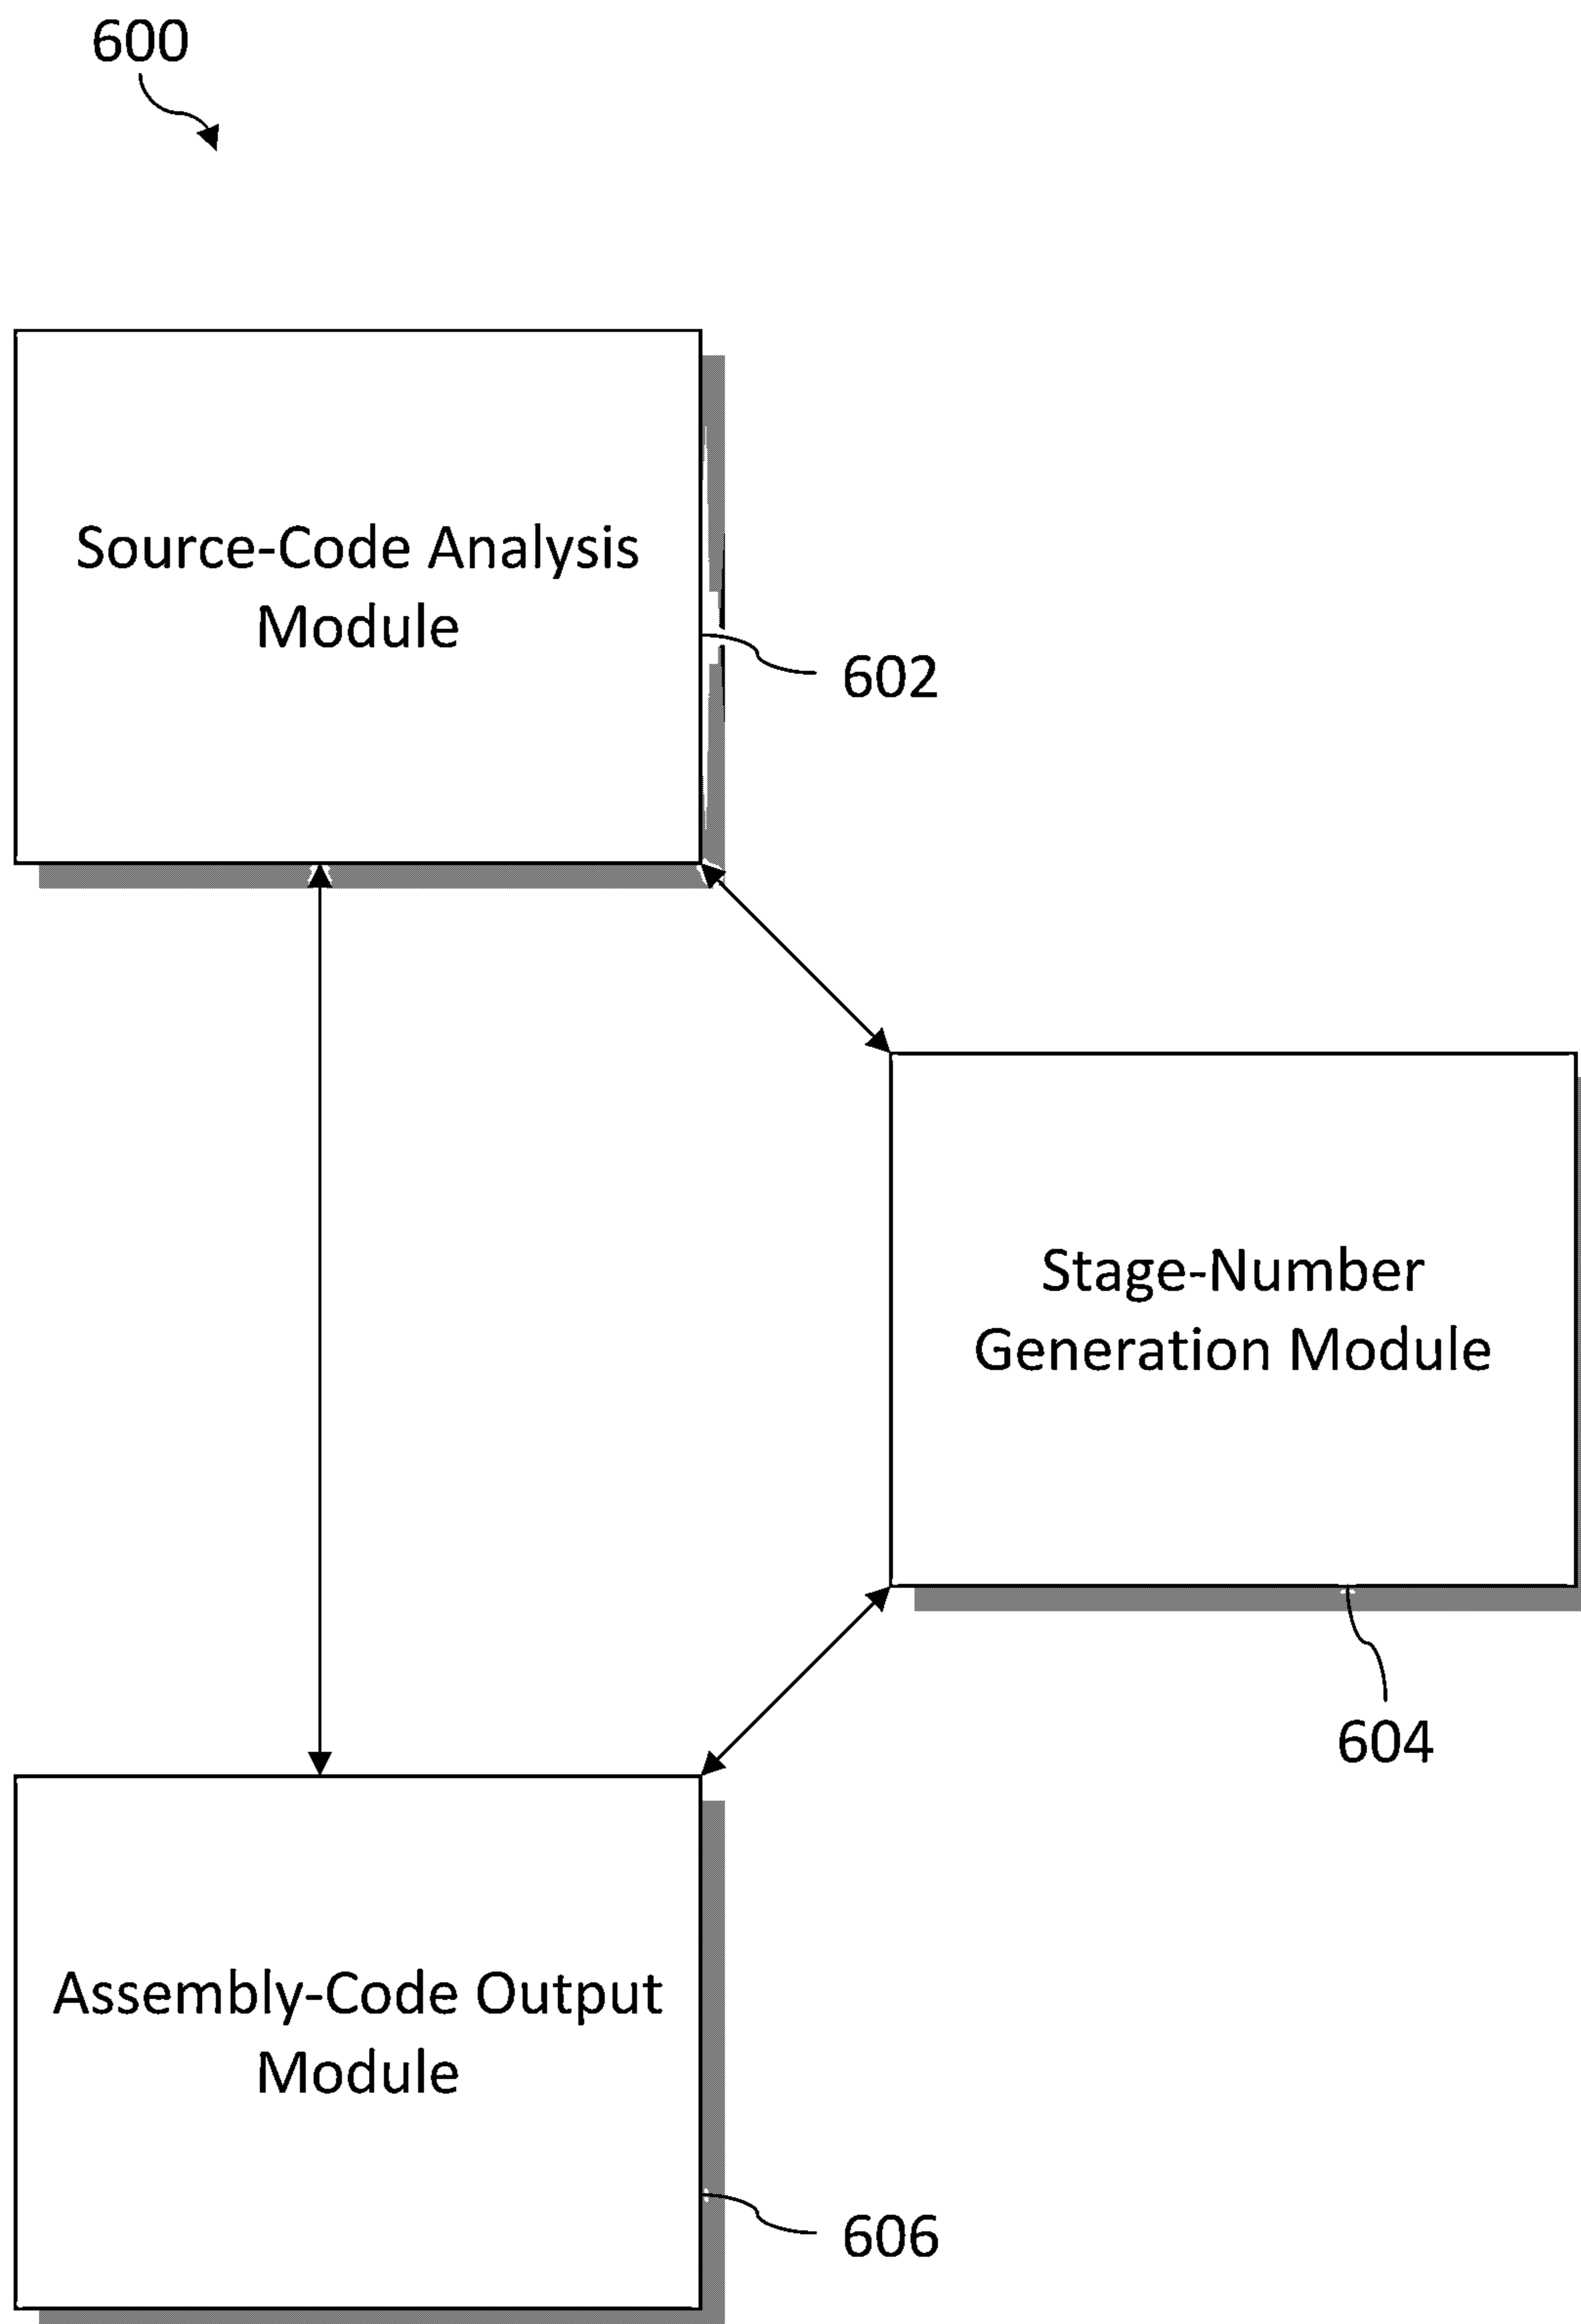 600
Source-Code Analysis
Module
602
Stage-Number
Generation Module
604
Assembly-Code Output
Module
606